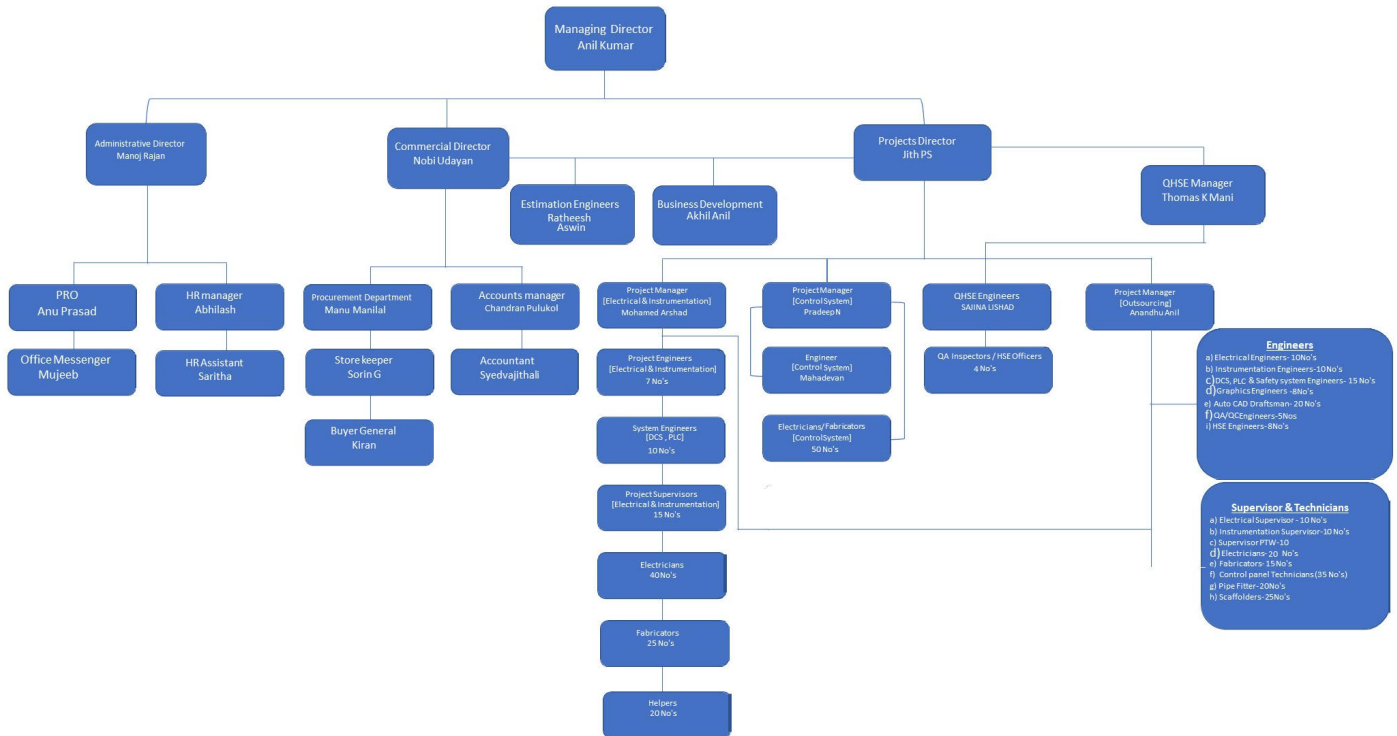 Managing Director
Anil Kumar
Administrative Director
Manoj Rajan
Commercial Director
Nobi Udayan
Projects Director
Jith PS
Estimation Engineers
Ratheesh
Aswin
Business Development
Akhil Anil
QHSE Manager
Thomas K Mani
PRO
Anu Prasad
HR manager
Abhilash
Procurement Department
Manu Manilal
Accounts manager
Chandran Pulukol
Project Manager
[Electrical & Instrumentation]
Mohamed Arshad
Project Manager
[Control System]
Pradeep N
QHSE Engineers
SAJINA LISHAD
Project Manager
[Outsourcing]
Anandhu Anil
Office Messenger
Mujeeb
HR Assistant
Saritha
Store keeper
Sorin G
Accountant
Syedvajithali
Project Engineers
[Electrical & Instrumentation]
7 No's
Engineer
[Control System]
Mahadevan
QA Inspectors / HSE Officers
4 No's
Engineers
a) Electrical Engineers- 10No's
b) Instrumentation Engineers-10 No's
c) DCS, PLC & Safety system Engineers- 15 No's
d) Graphics Engineers -8No's
e) Auto CAD Draftsman- 20 No's
f) QA/QC Engineers-5Nos
i) HSE Engineers-8No's
Buyer General
Kiran
System Engineers
[DCS , PLC]
10 No's
Electricians/Fabricators
[Control System]
50 No's
Project Supervisors
[Electrical & Instrumentation]
15 No's
Supervisor & Technicians
a) Electrical Supervisor - 10 No's
b) Instrumentation Supervisor-10 No's
c) Supervisor PTW-10
d) Electricians- 20 No's
e) Fabricators- 15No's
f) Control panel Technicians (35 No's)
g) Pipe Fitter-20No's
h) Scaffolders-25No's
Electricians
40 No's
Fabricators
25 No's
Helpers
20 No's